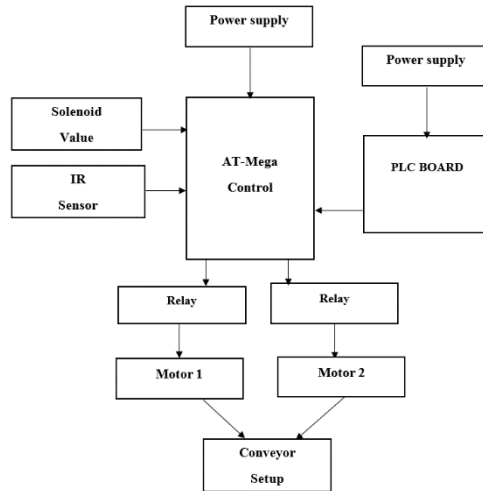 Power supply
Power supply
Solenoid
Value
AT-Mega
Control
PLC BOARD
IR
Sensor
Relay
Relay
Motor 1
Motor 2
Conveyor
Setup